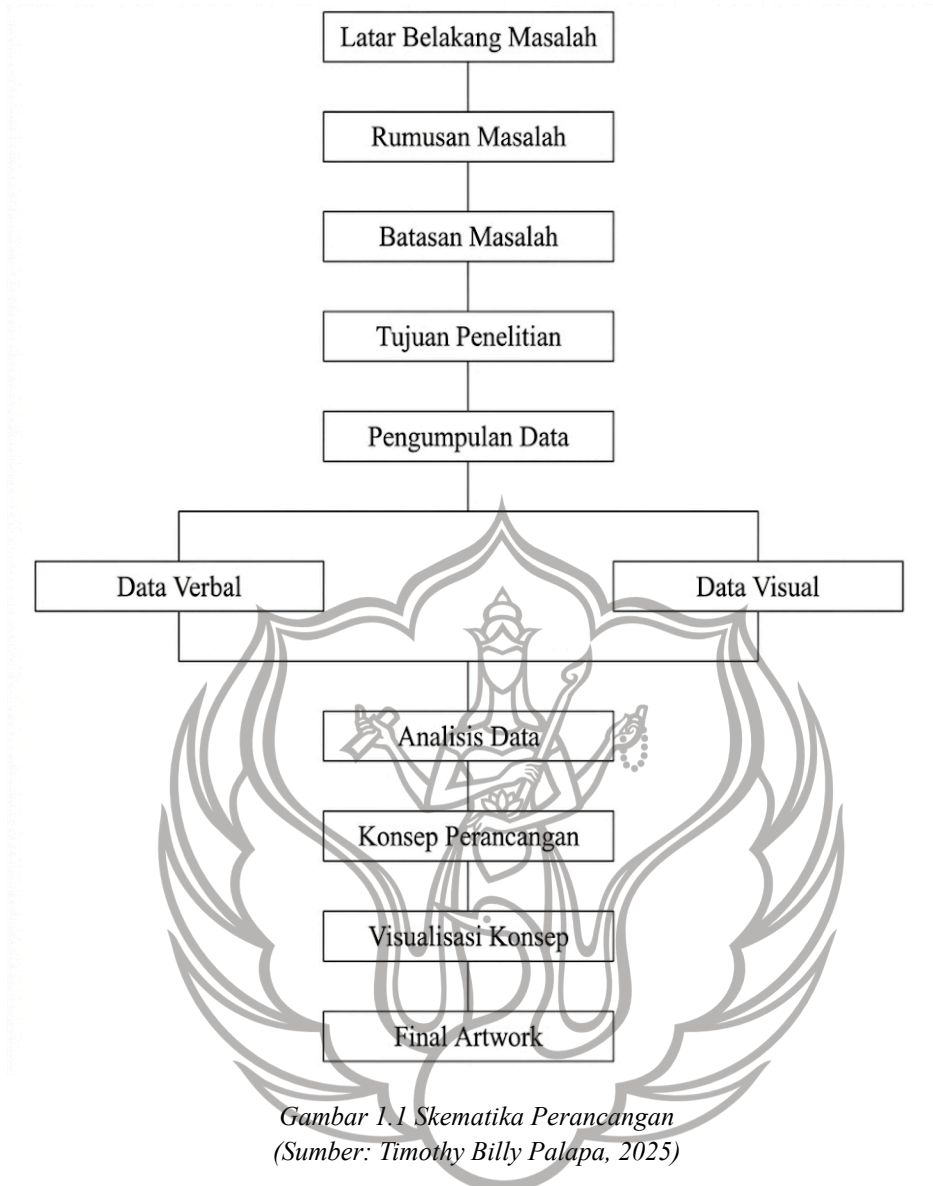 Latar Belakang Masalah
Rumusan Masalah
Batasan Masalah
Tujuan Penelitian
Pengumpulan Data
Data Verbal
Data Visual
Analisis Data
Konsep Perancangan
Visualisasi Konsep
Final Artwork
Gambar 1.1 Skematika Perancangan
(Sumber: Timothy Billy Palapa, 2025)